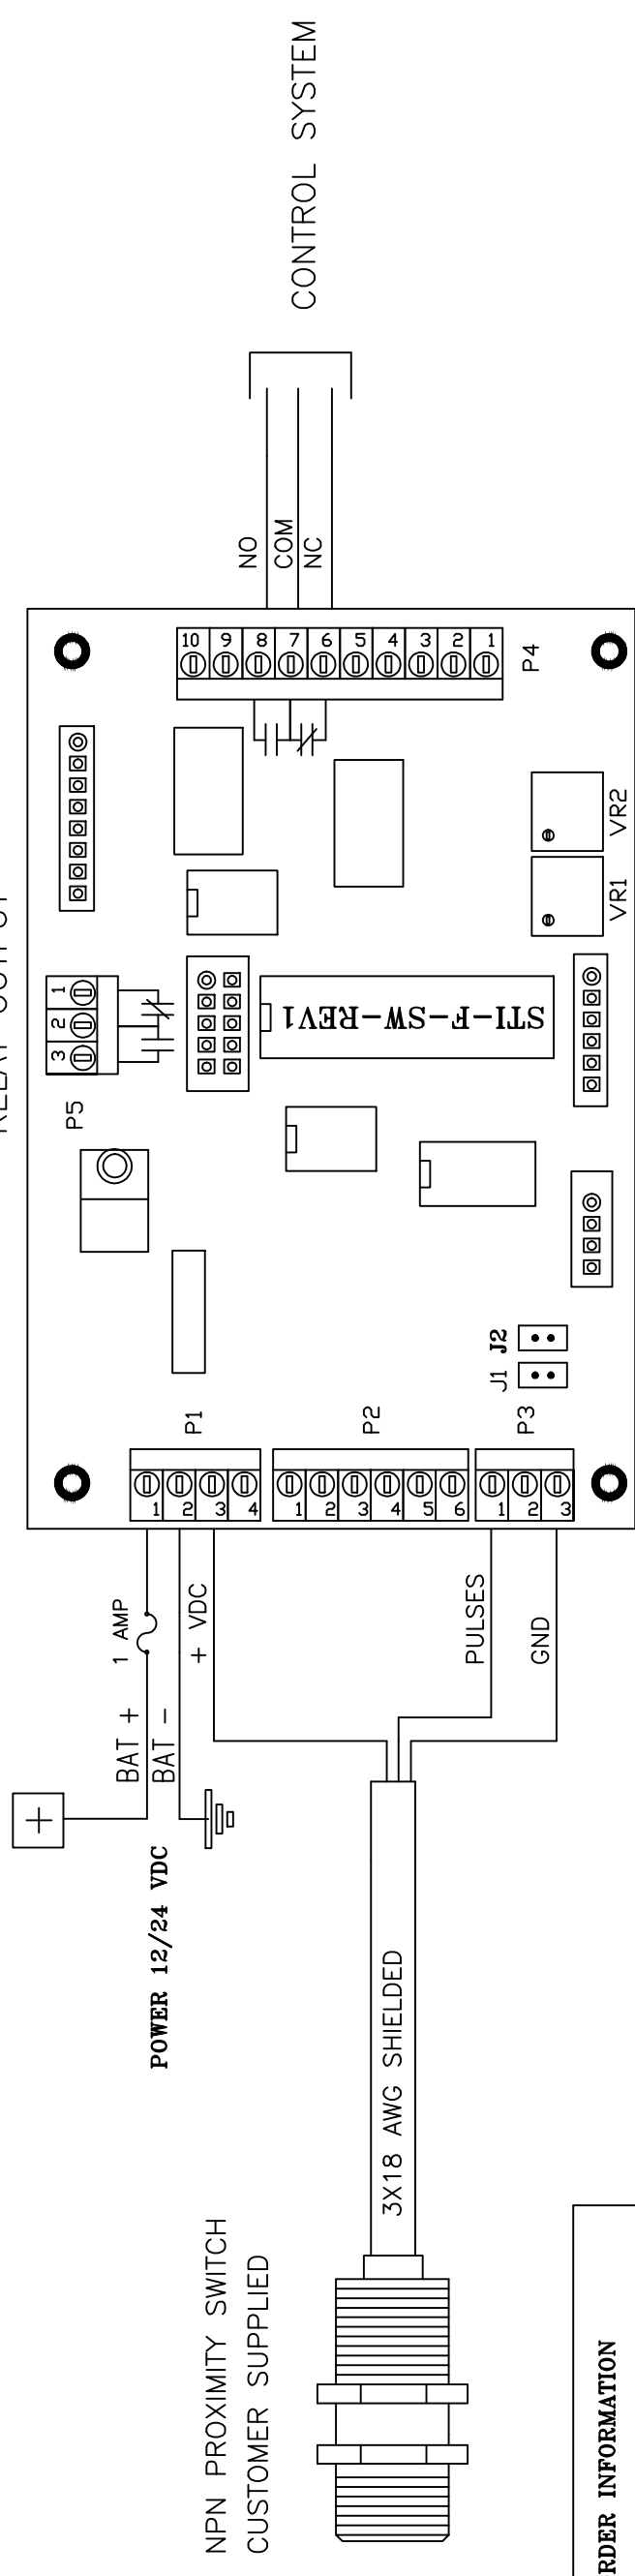 RELAY OUTPUT
POWER 12/24 VDC
+
BAT +
BAT -
1 AMP
+ VDC
NPN PROXIMITY SWITCH
CUSTOMER SUPPLIED
3X18 AWG SHIELDED
PULSES
GND
P1
1
2
3
4
P2
1
2
3
4
5
6
P3
1
2
3
J1
J2
P5
3
2
1
STI-F-SW-REV1
VR1
VR2
10
9
8
7
6
5
4
3
2
1
P4
NO
COM
NC
CONTROL SYSTEM
RDER INFORMATION